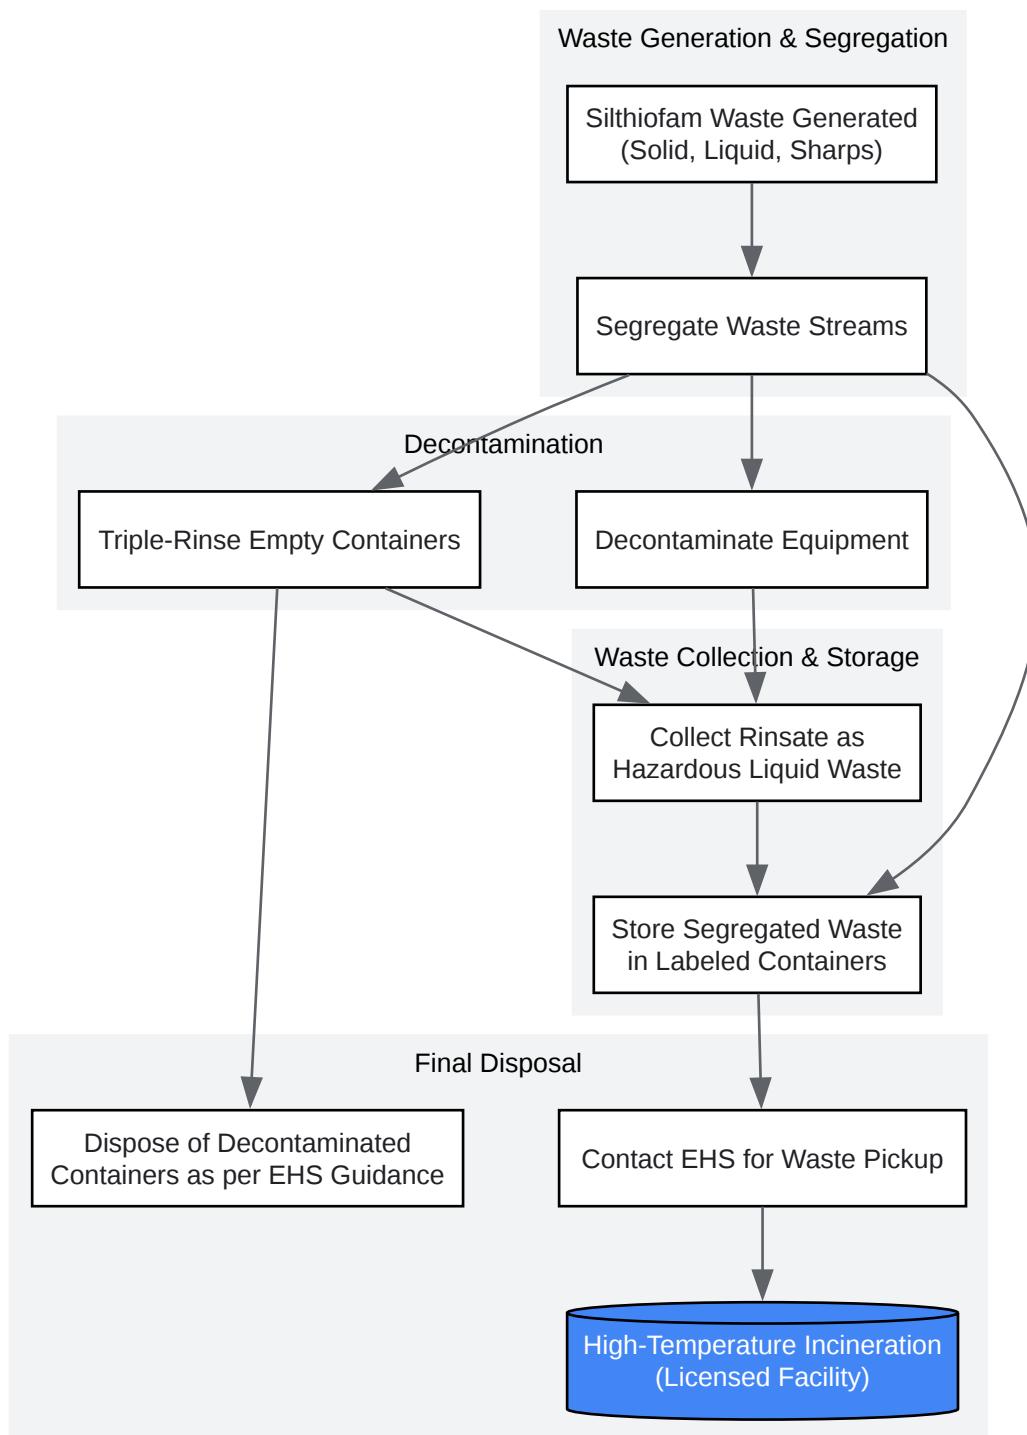 Waste Generation & Segregation
Silthiofam Waste Generated
(Solid, Liquid, Sharps)
Segregate Waste Streams
Decontamination
Triple-Rinse Empty Containers
Decontaminate Equipment
Waste Collection & Storage
Collect Rinsate as
Hazardous Liquid Waste
Store Segregated Waste
in Labeled Containers
Final Disposal
Dispose of Decontaminated
Containers as per EHS Guidance
Contact EHS for Waste Pickup
High-Temperature Incineration
(Licensed Facility)